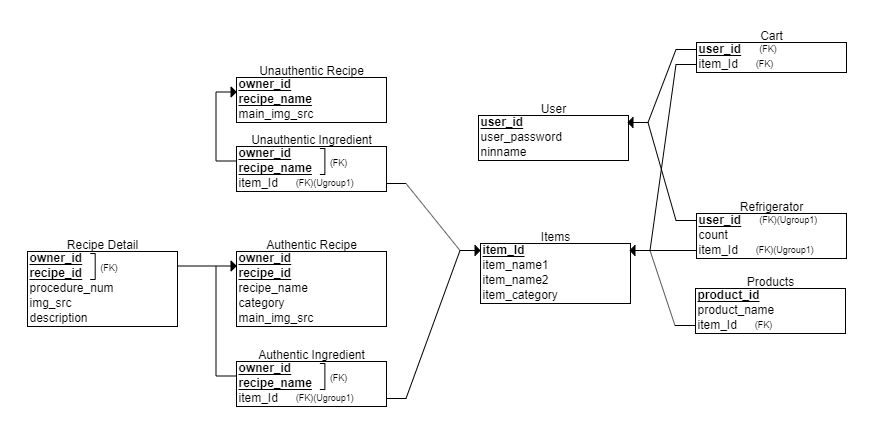 Unauthentic Recipe
owner_id
recipe_name
main_img_src
Unauthentic Ingredient
owner_id
recipe_name (FK)
item_Id (FK)(Ugroup1)
Recipe Detail
owner_id
recipe_id (FK)
procedure_num
img_src
description
Authentic Recipe
owner_id
recipe_id
recipe_name
category
main_img_src
Authentic Ingredient
owner_id
recipe_name (FK)
item_Id (FK)(Ugroup1)
User
user_id
user_password
ninname
Items
item_Id
item_name1
item_name2
item_category
Cart
user_id (FK)
item_Id (FK)
Refrigerator
user_id (FK)(Ugroup1)
count
item_Id (FK)(Ugroup1)
Products
product_id
product_name
item_Id (FK)